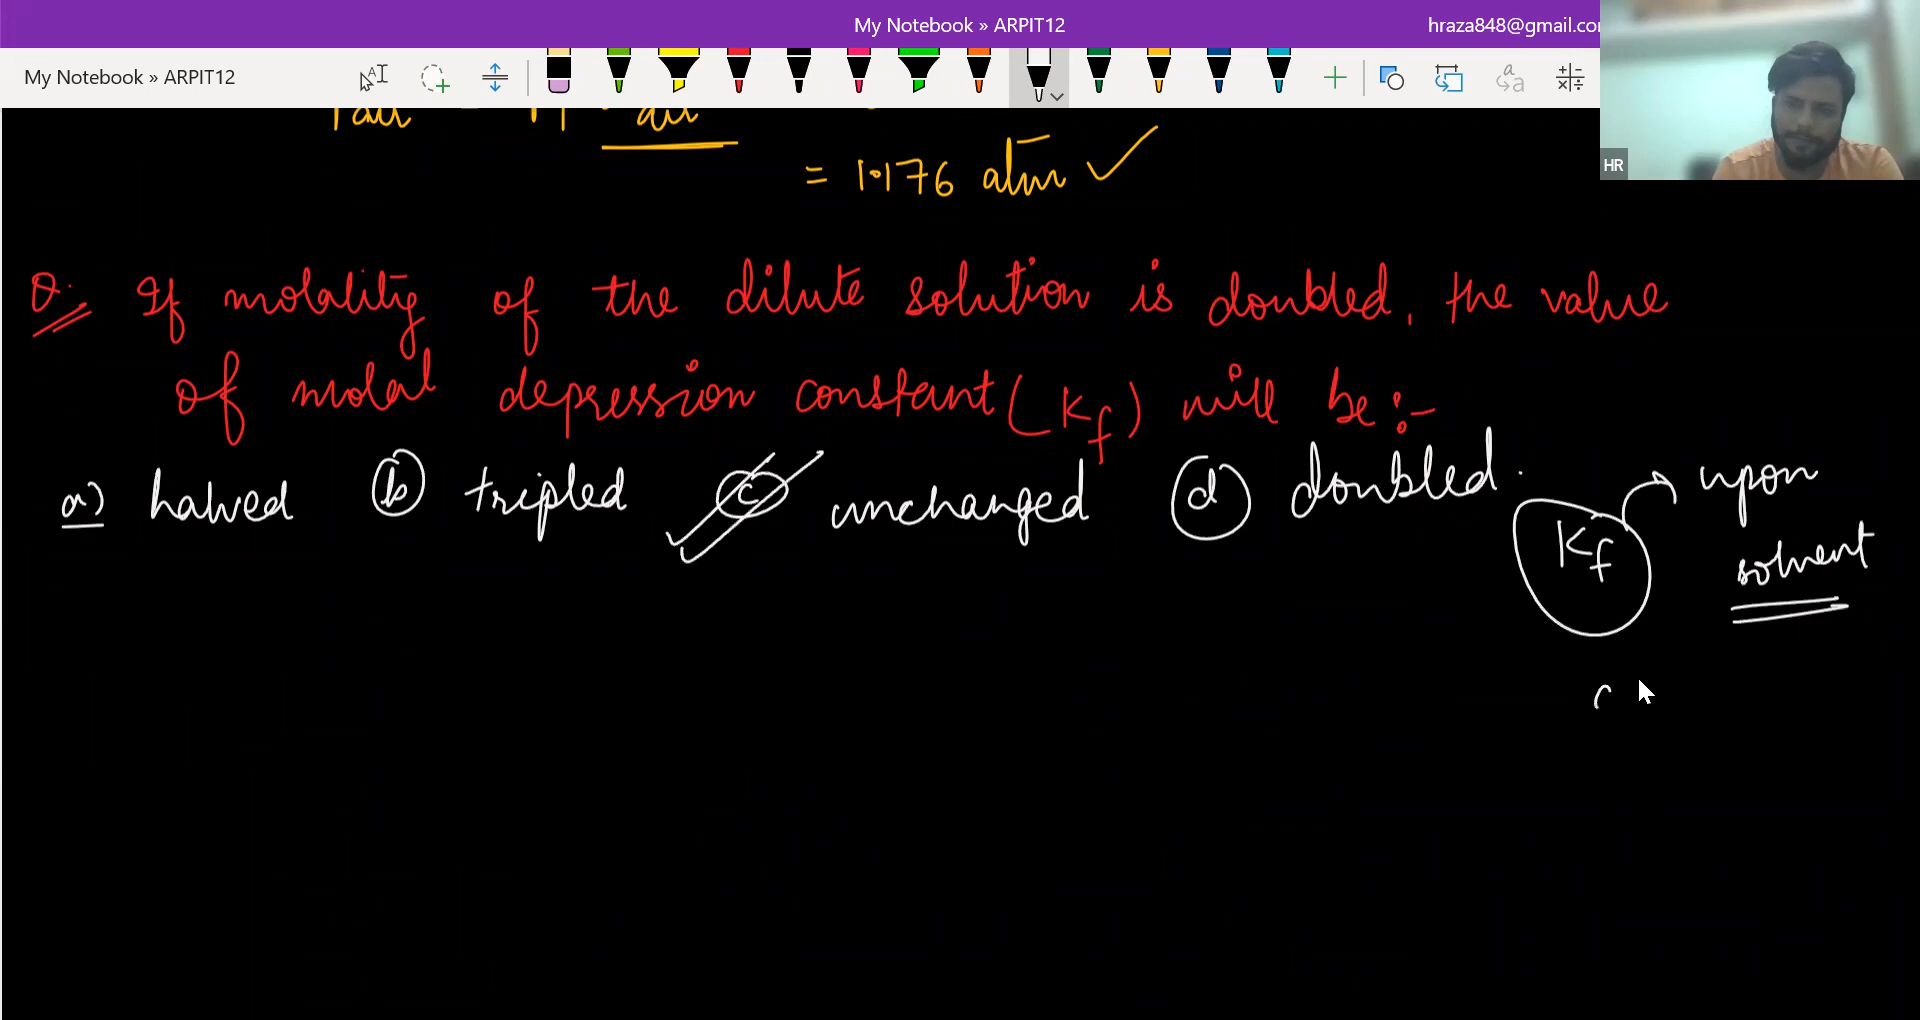 My Notebook » ARPIT12
hraza848@gmail.co
My Notebook » ARPIT12
HR
= 1.176 atm ✓
Q. If molality of the dilute solution is doubled, the value
of molal depression constant (Kf) will be :-
a) halved (b) tripled (c) unchanged (d) doubled.
Kf → upon
solvent